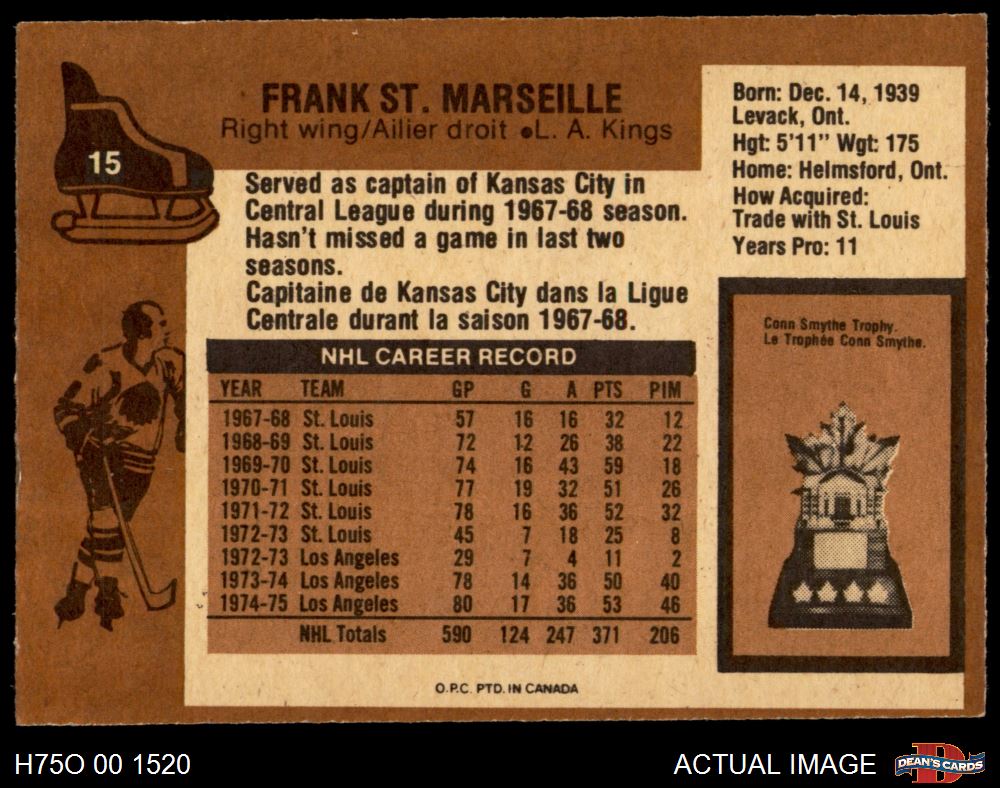 15
FRANK ST. MARSEILLE
Right wing/Ailier droit ●L. A. Kings
Served as captain of Kansas City in
Central League during 1967-68 season.
Hasn't missed a game in last two
seasons.
Capitaine de Kansas City dans la Ligue
Centrale durant la saison 1967-68.
Born: Dec. 14, 1939
Levack, Ont.
Hgt: 5'11" Wgt: 175
Home: Helmsford, Ont.
How Acquired:
Trade with St. Louis
Years Pro: 11
NHL CAREER RECORD
YEAR TEAM GP G A PTS PIM
1967-68 St. Louis 57 16 16 32 12
1968-69 St. Louis 72 12 26 38 22
1969-70 St. Louis 74 16 43 59 18
1970-71 St. Louis 77 19 32 51 26
1971-72 St. Louis 78 16 36 52 32
1972-73 St. Louis 45 7 18 25 8
1972-73 Los Angeles 29 7 4 11 2
1973-74 Los Angeles 78 14 36 50 40
1974-75 Los Angeles 80 17 36 53 46
NHL Totals 590 124 247 371 206
Conn Smythe Trophy.
Le Trophée Conn Smythe.
O.P.C. PTD. IN CANADA
H75O 00 1520
ACTUAL IMAGE
D
DEAN'S CARDS